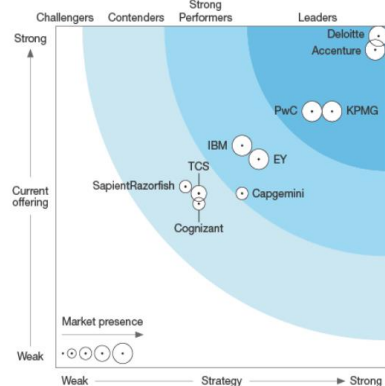 Challengers Contenders Strong Performers Leaders
Strong
Deloitte
Accenture
PwC KPMG
IBM
EY
TCS
SapientRazorfish
Capgemini
Cognizant
Current offering
Market presence
Weak
Weak Strategy Strong